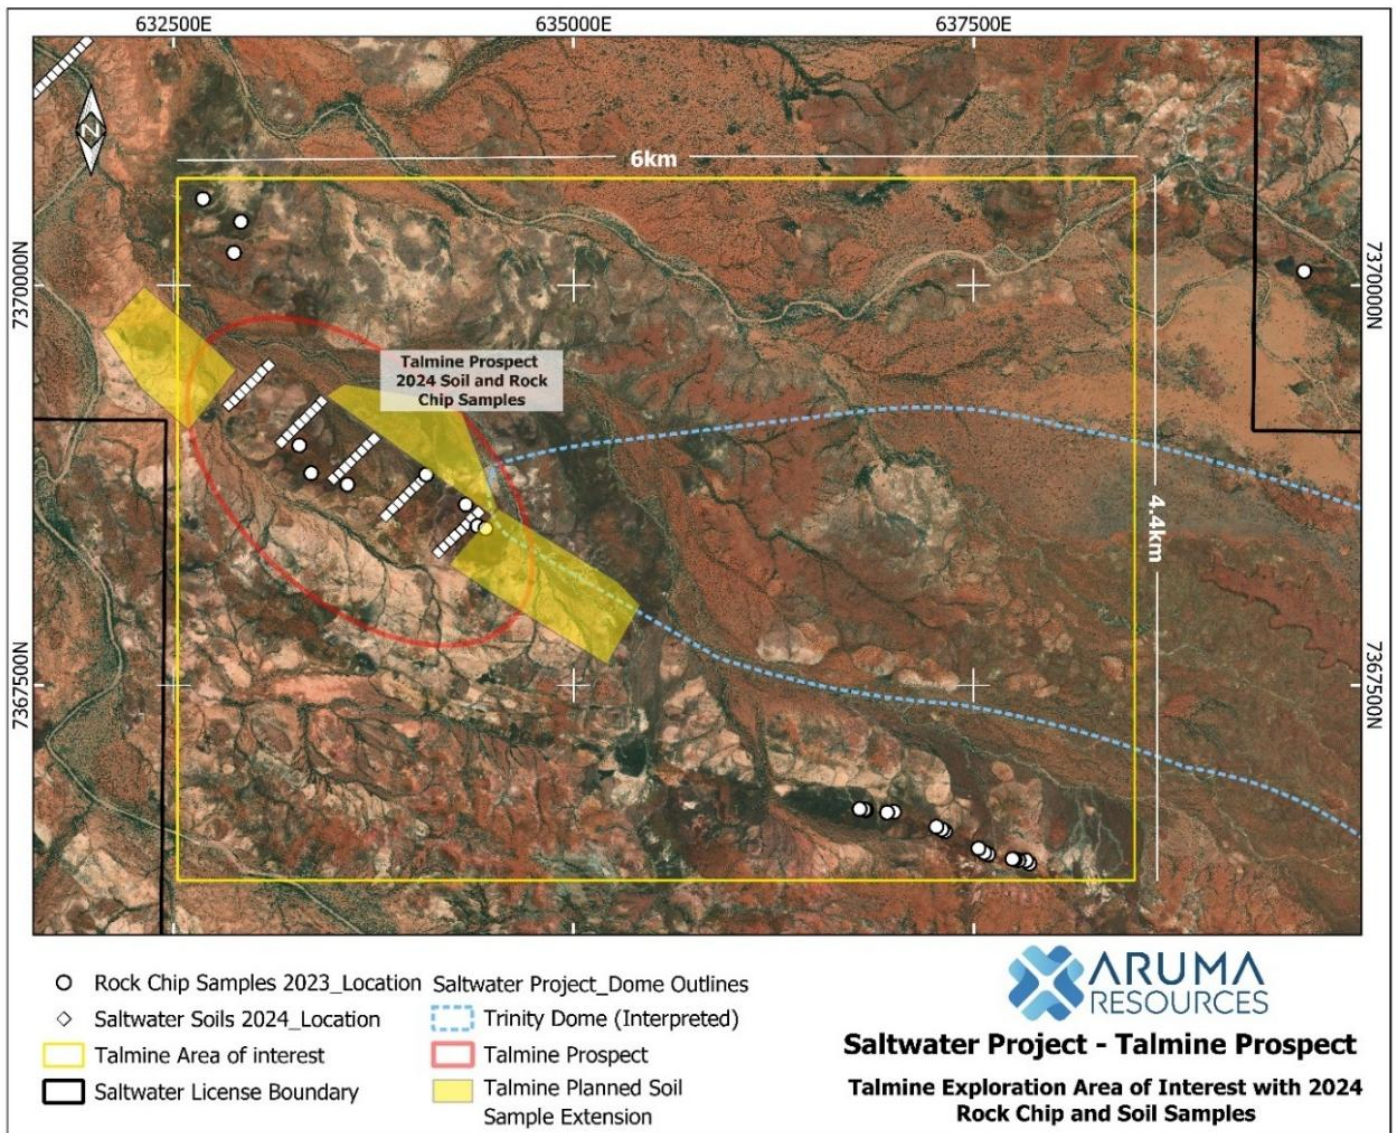 632500E
635000E
637500E
N
6km
7370000N
7370000N
Talmine Prospect
2024 Soil and Rock
Chip Samples
4.4km
7367500N
7367500N
Rock Chip Samples 2023_Location
Saltwater Soils 2024_Location
Talmine Area of interest
Saltwater License Boundary
Saltwater Project_Dome Outlines
Trinity Dome (Interpreted)
Talmine Prospect
Talmine Planned Soil
Sample Extension
ARUMA
RESOURCES
Saltwater Project - Talmine Prospect
Talmine Exploration Area of Interest with 2024
Rock Chip and Soil Samples